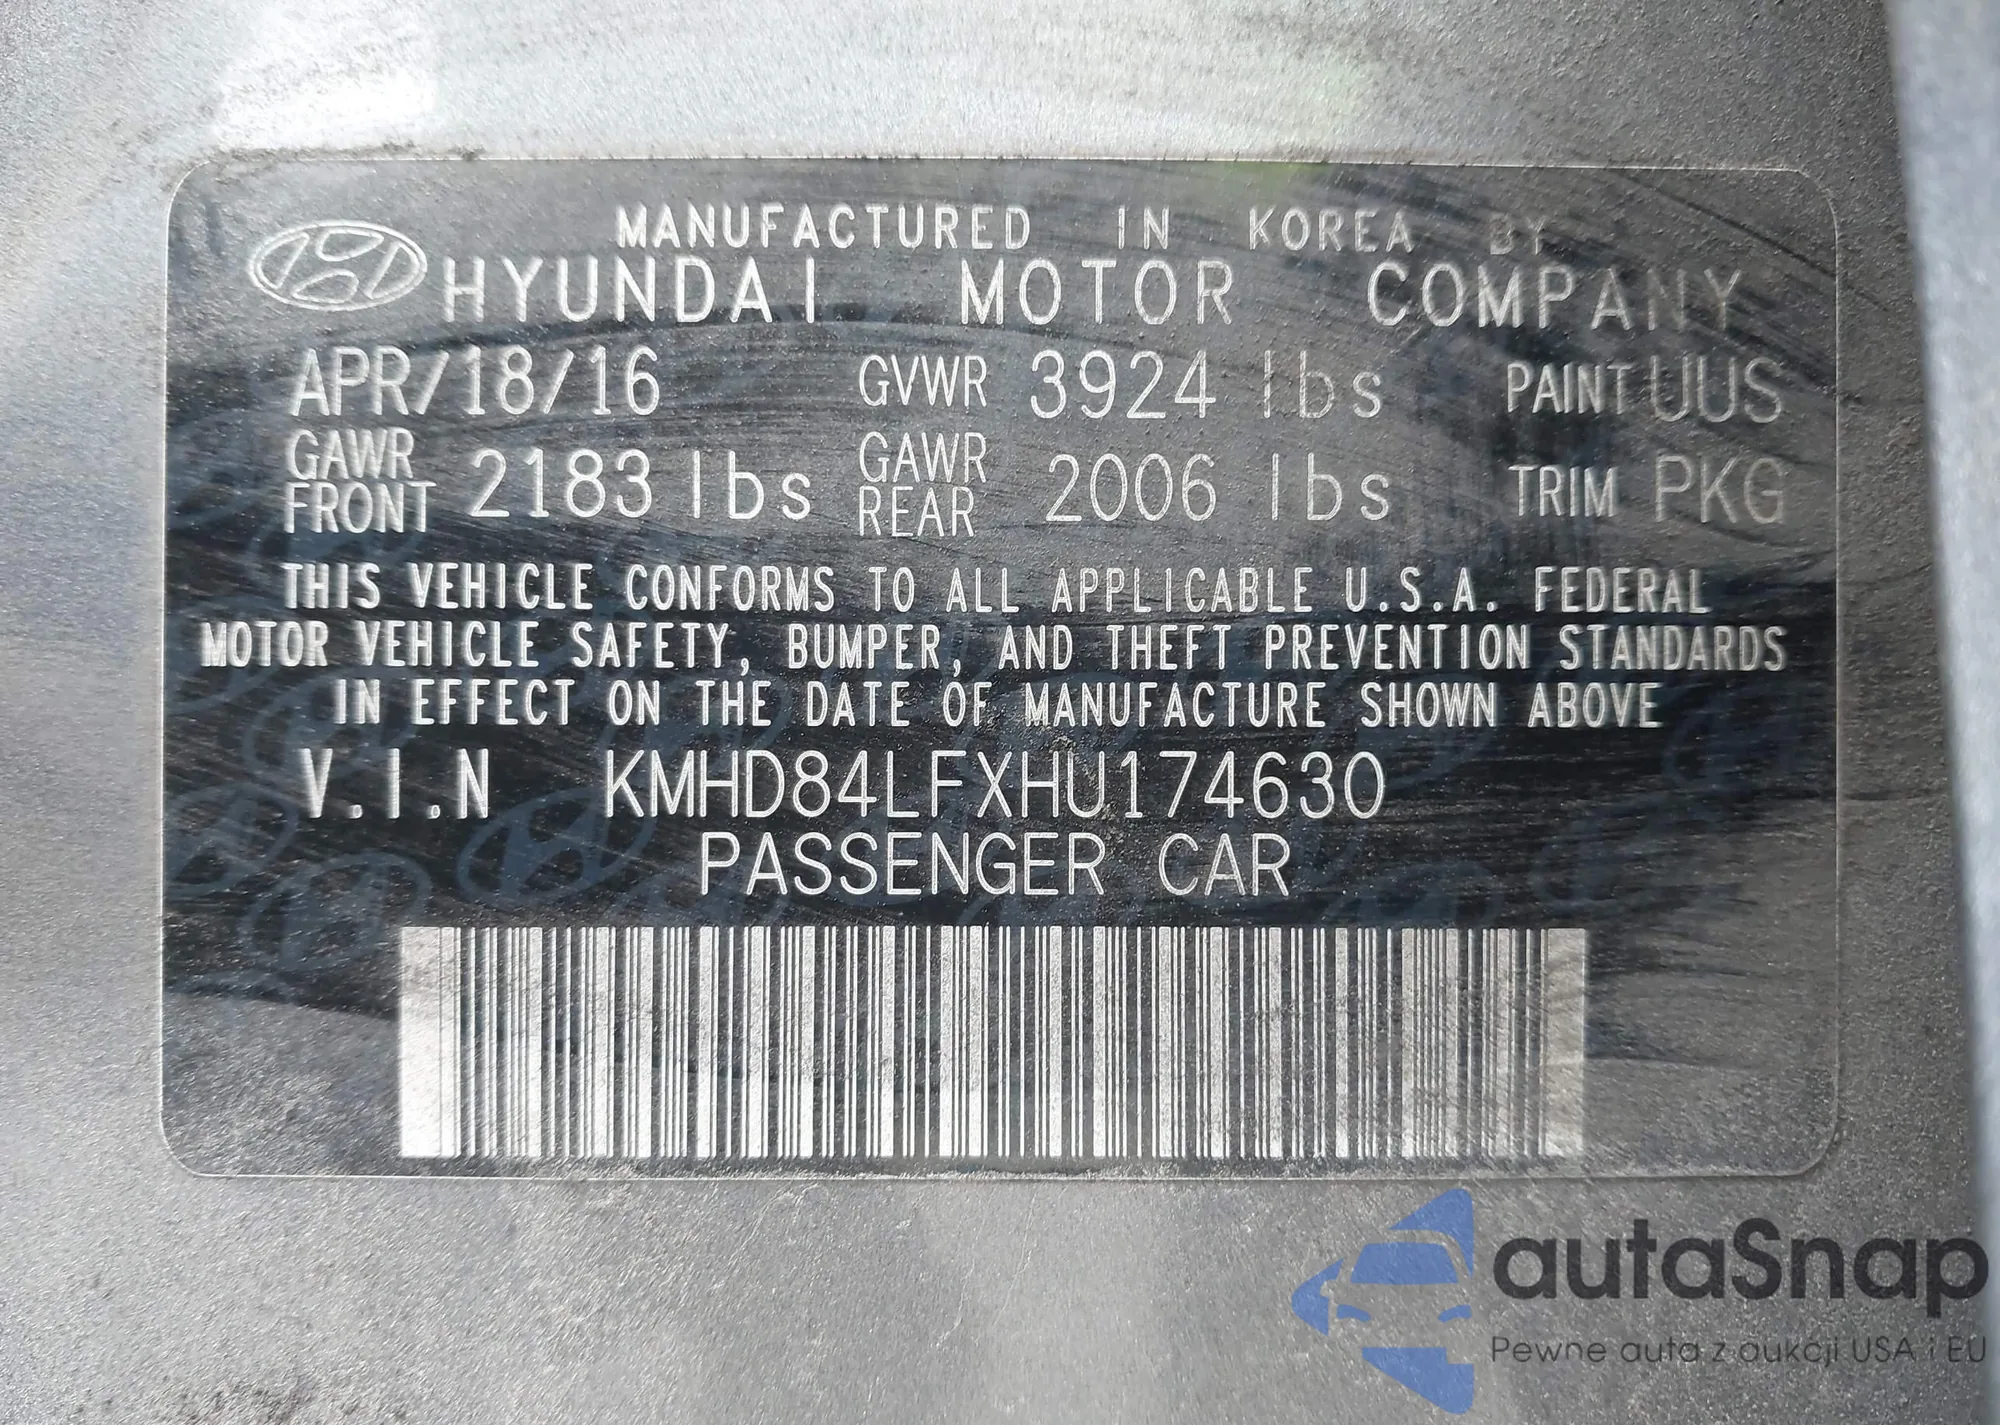 MANUFACTURED IN KOREA BY
HYUNDAI MOTOR COMPANY
APR/18/16 GVWR 3924 lbs PAINT UUS
GAWR FRONT 2183 lbs GAWR REAR 2006 lbs TRIM PKG
THIS VEHICLE CONFORMS TO ALL APPLICABLE U.S.A. FEDERAL
MOTOR VEHICLE SAFETY, BUMPER, AND THEFT PREVENTION STANDARDS
IN EFFECT ON THE DATE OF MANUFACTURE SHOWN ABOVE
V.I.N KMHD84LFXHU174630
PASSENGER CAR
autaSnap
Pewne auta z aukcji USA i EU